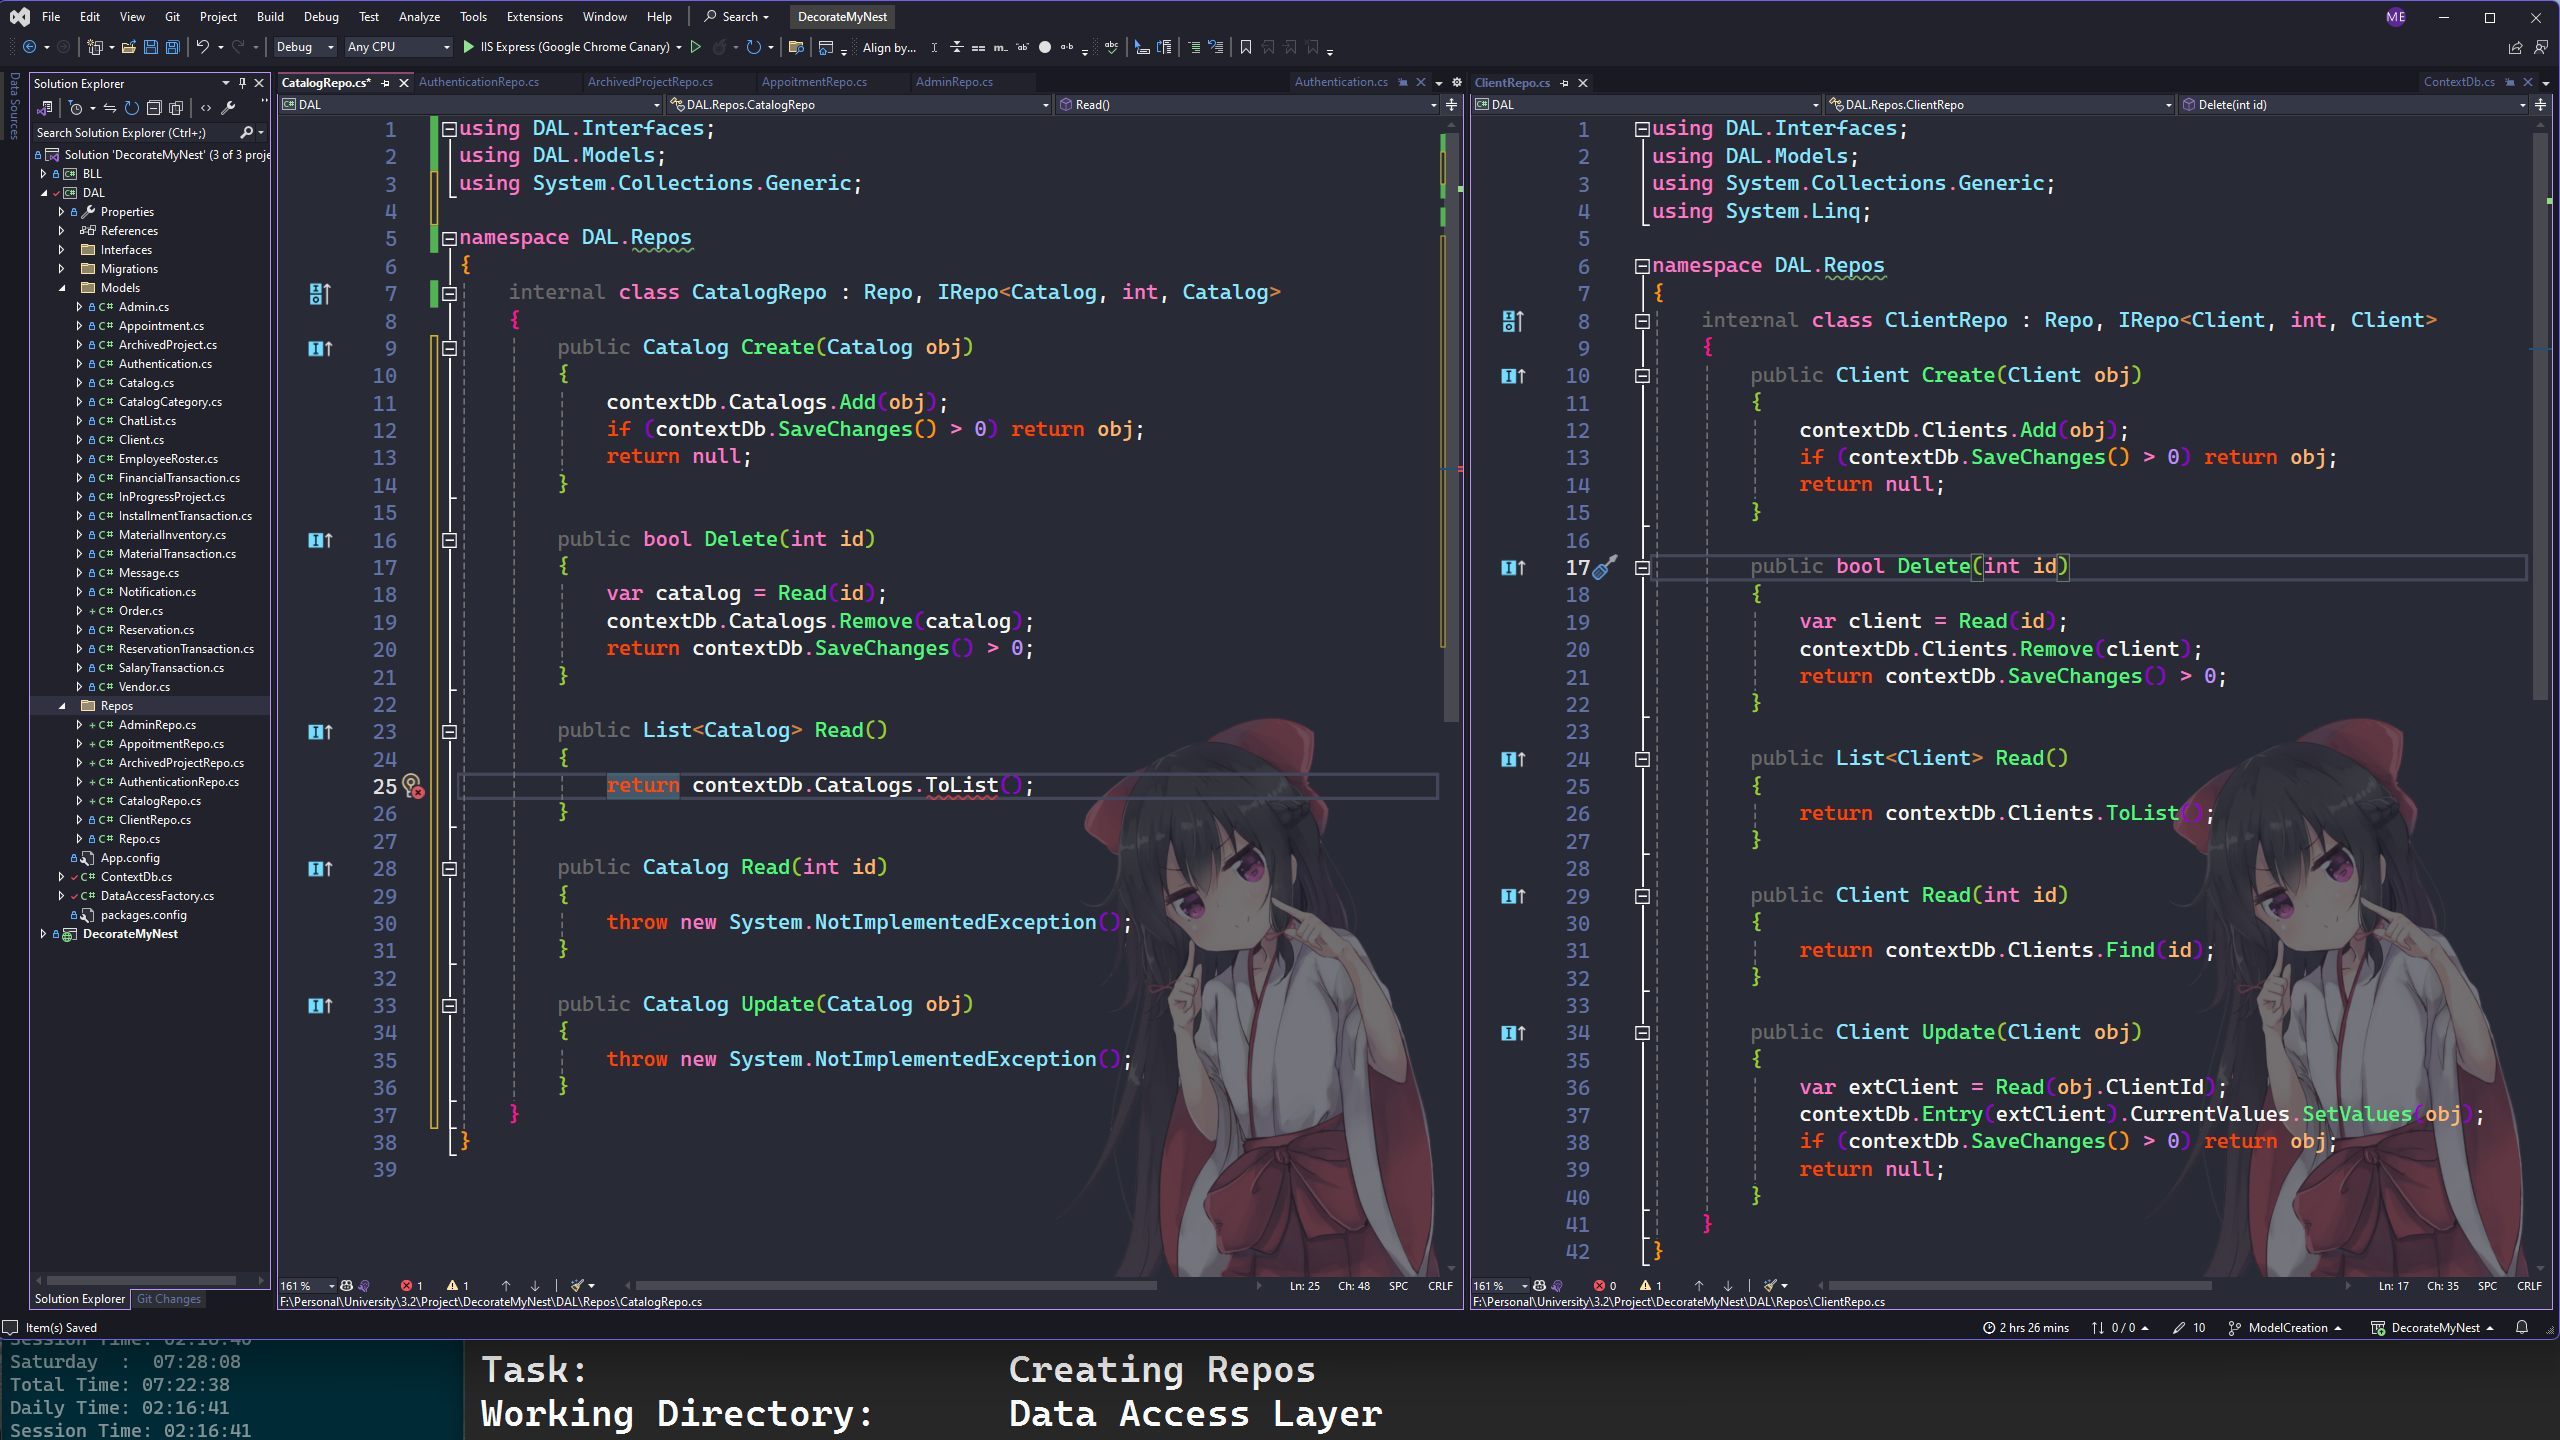 File Edit View Git Project Build Debug Test Analyze Tools Extensions Window Help Search DecorateMyNest ME
Debug Any CPU IIS Express (Google Chrome Canary) Align by...
Data Sources
Solution Explorer
Search Solution Explorer (Ctrl+;)
Solution 'DecorateMyNest' (3 of 3 proje
BLL
DAL
Properties
References
Interfaces
Migrations
Models
C# Admin.cs
C# Appointment.cs
C# ArchivedProject.cs
C# Authentication.cs
C# Catalog.cs
C# CatalogCategory.cs
C# ChatList.cs
C# Client.cs
C# EmployeeRoster.cs
C# FinancialTransaction.cs
C# InProgressProject.cs
C# InstallmentTransaction.cs
C# MaterialInventory.cs
C# MaterialTransaction.cs
C# Message.cs
C# Notification.cs
+ C# Order.cs
C# Reservation.cs
C# ReservationTransaction.cs
C# SalaryTransaction.cs
C# Vendor.cs
Repos
+ C# AdminRepo.cs
+ C# AppoitmentRepo.cs
+ C# ArchivedProjectRepo.cs
+ C# AuthenticationRepo.cs
+ C# CatalogRepo.cs
C# ClientRepo.cs
C# Repo.cs
App.config
C# ContextDb.cs
C# DataAccessFactory.cs
packages.config
DecorateMyNest
Solution Explorer Git Changes
CatalogRepo.cs* AuthenticationRepo.cs ArchivedProjectRepo.cs AppoitmentRepo.cs AdminRepo.cs Authentication.cs
DAL DAL.Repos.CatalogRepo Read()
1 using DAL.Interfaces;
2 using DAL.Models;
3 using System.Collections.Generic;
4
5 namespace DAL.Repos
6 {
7 internal class CatalogRepo : Repo, IRepo<Catalog, int, Catalog>
8 {
9 public Catalog Create(Catalog obj)
10 {
11 contextDb.Catalogs.Add(obj);
12 if (contextDb.SaveChanges() > 0) return obj;
13 return null;
14 }
15
16 public bool Delete(int id)
17 {
18 var catalog = Read(id);
19 contextDb.Catalogs.Remove(catalog);
20 return contextDb.SaveChanges() > 0;
21 }
22
23 public List<Catalog> Read()
24 {
25 return contextDb.Catalogs.ToList();
26 }
27
28 public Catalog Read(int id)
29 {
30 throw new System.NotImplementedException();
31 }
32
33 public Catalog Update(Catalog obj)
34 {
35 throw new System.NotImplementedException();
36 }
37 }
38 }
39
161 % 1 1 Ln: 25 Ch: 48 SPC CRLF
F:\Personal\University\3.2\Project\DecorateMyNest\DAL\Repos\CatalogRepo.cs
ClientRepo.cs ContextDb.cs
DAL DAL.Repos.ClientRepo Delete(int id)
1 using DAL.Interfaces;
2 using DAL.Models;
3 using System.Collections.Generic;
4 using System.Linq;
5
6 namespace DAL.Repos
7 {
8 internal class ClientRepo : Repo, IRepo<Client, int, Client>
9 {
10 public Client Create(Client obj)
11 {
12 contextDb.Clients.Add(obj);
13 if (contextDb.SaveChanges() > 0) return obj;
14 return null;
15 }
16
17 public bool Delete(int id)
18 {
19 var client = Read(id);
20 contextDb.Clients.Remove(client);
21 return contextDb.SaveChanges() > 0;
22 }
23
24 public List<Client> Read()
25 {
26 return contextDb.Clients.ToList();
27 }
28
29 public Client Read(int id)
30 {
31 return contextDb.Clients.Find(id);
32 }
33
34 public Client Update(Client obj)
35 {
36 var extClient = Read(obj.ClientId);
37 contextDb.Entry(extClient).CurrentValues.SetValues(obj);
38 if (contextDb.SaveChanges() > 0) return obj;
39 return null;
40 }
41 }
42 }
161 % 0 1 Ln: 17 Ch: 35 SPC CRLF
F:\Personal\University\3.2\Project\DecorateMyNest\DAL\Repos\ClientRepo.cs
Item(s) Saved 2 hrs 26 mins 0 / 0 10 ModelCreation DecorateMyNest
Session Time: 02:16:40
Saturday : 07:28:08
Total Time: 07:22:38
Daily Time: 02:16:41
Session Time: 02:16:41
Task: Creating Repos
Working Directory: Data Access Layer